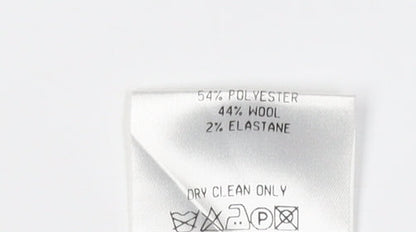 54% POLYESTER
44% WOOL
2% ELASTANE
DRY CLEAN ONLY
P